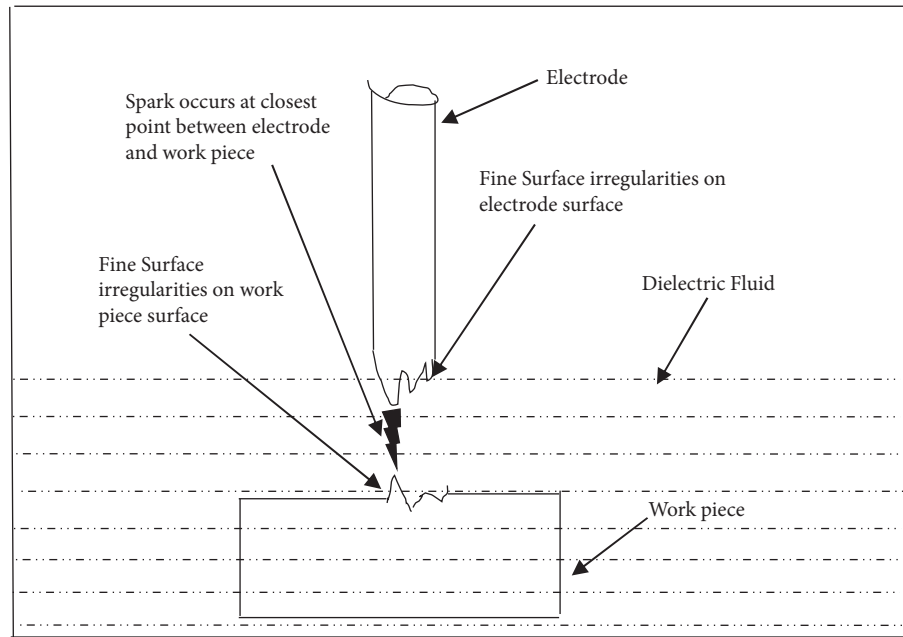 Electrode
Spark occurs at closest
point between electrode
and work piece
Fine Surface irregularities on
electrode surface
Fine Surface
irregularities on work
piece surface
Dielectric Fluid
Work piece